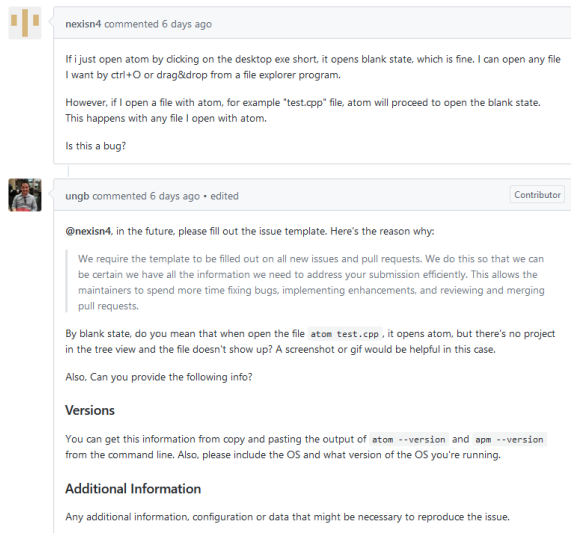 nexisn4 commented 6 days ago
If i just open atom by clicking on the desktop exe short, it opens blank state, which is fine. I can open any file
I want by ctrl+O or drag&drop from a file explorer program.
However, if I open a file with atom, for example "test.cpp" file, atom will proceed to open the blank state.
This happens with any file I open with atom.
Is this a bug?
ungb commented 6 days ago • edited
Contributor
@nexisn4, in the future, please fill out the issue template. Here's the reason why:
We require the template to be filled out on all new issues and pull requests. We do this so that we can
be certain we have all the information we need to address your submission efficiently. This allows the
maintainers to spend more time fixing bugs, implementing enhancements, and reviewing and merging
pull requests.
By blank state, do you mean that when open the file atom test.cpp , it opens atom, but there's no project
in the tree view and the file doesn't show up? A screenshot or gif would be helpful in this case.
Also, Can you provide the following info?
Versions
You can get this information from copy and pasting the output of atom --version and apm --version
from the command line. Also, please include the OS and what version of the OS you're running.
Additional Information
Any additional information, configuration or data that might be necessary to reproduce the issue.